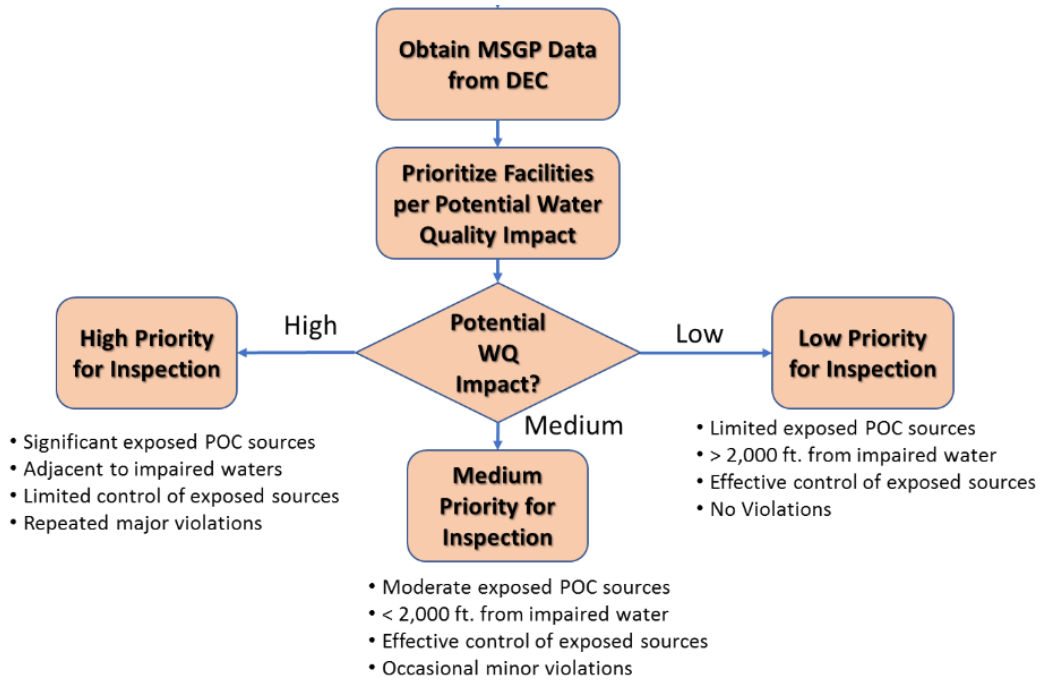 Obtain MSGP Data
from DEC
Prioritize Facilities
per Potential Water
Quality Impact
High Priority
for Inspection
High
Potential
WQ
Impact?
Low
Low Priority
for Inspection
• Significant exposed POC sources
• Adjacent to impaired waters
• Limited control of exposed sources
• Repeated major violations
Medium
Medium
Priority for
Inspection
• Limited exposed POC sources
• > 2,000 ft. from impaired water
• Effective control of exposed sources
• No Violations
• Moderate exposed POC sources
• < 2,000 ft. from impaired water
• Effective control of exposed sources
• Occasional minor violations